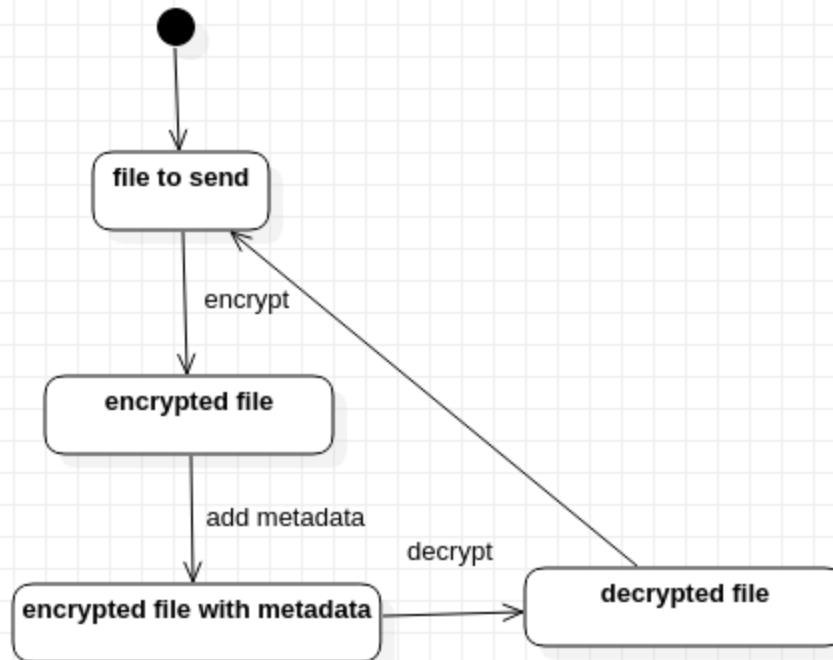 file to send
encrypt
encrypted file
add metadata
decrypt
decrypted file
encrypted file with metadata